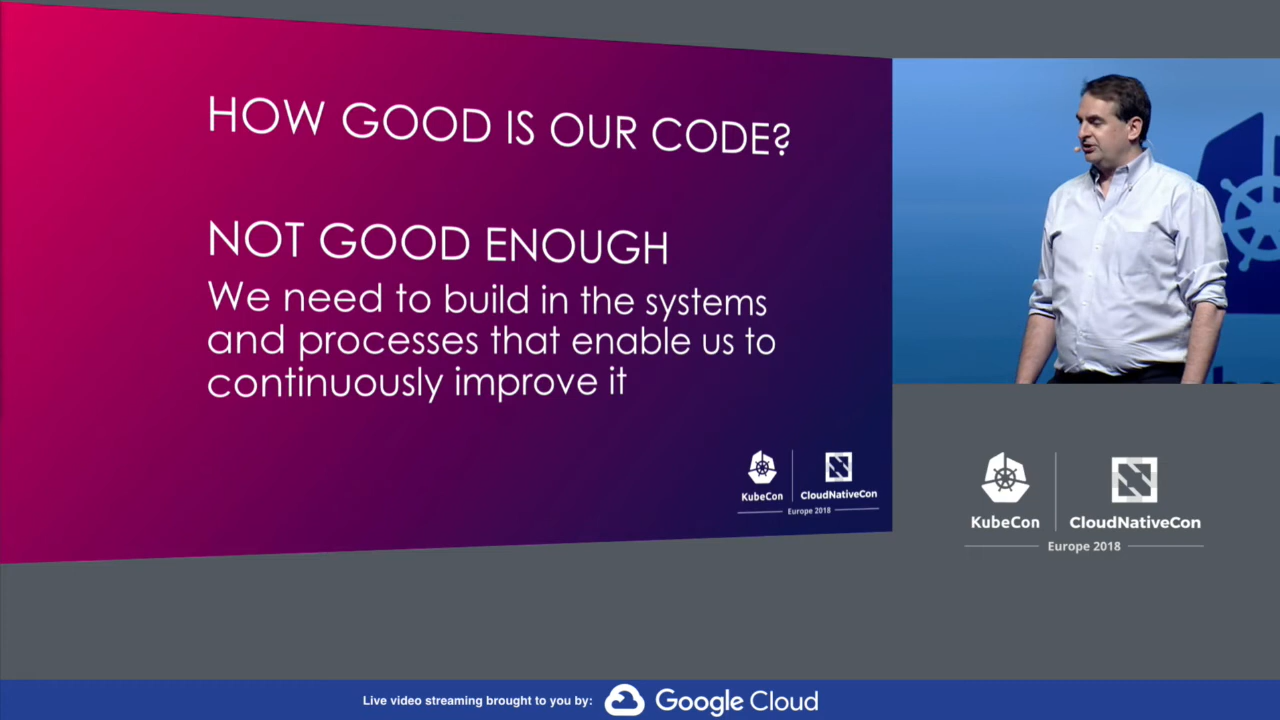 HOW GOOD IS OUR CODE?
NOT GOOD ENOUGH
We need to build in the systems
and processes that enable us to
continuously improve it
KubeCon
CloudNativeCon
Europe 2018
KubeCon
CloudNativeCon
Europe 2018
Live video streaming brought to you by:
Google Cloud